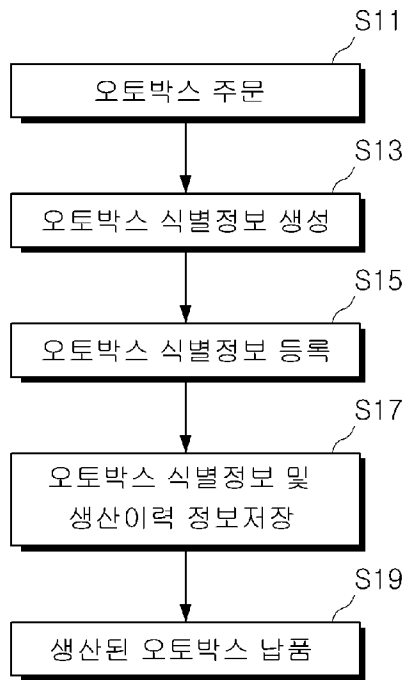 S11
오토박스 주문
S13
오토박스 식별정보 생성
S15
오토박스 식별정보 등록
S17
오토박스 식별정보 및
생산이력 정보저장
S19
생산된 오토박스 납품